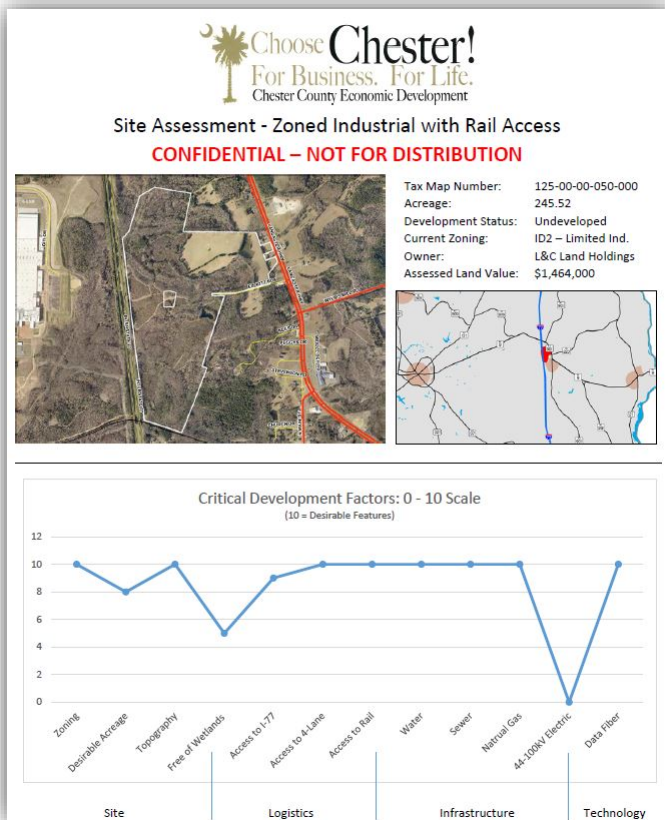 Choose Chester!
For Business. For Life.
Chester County Economic Development
Site Assessment - Zoned Industrial with Rail Access
CONFIDENTIAL – NOT FOR DISTRIBUTION
Tax Map Number: 125-00-00-050-000
Acreage: 245.52
Development Status: Undeveloped
Current Zoning: ID2 – Limited Ind.
Owner: L&C Land Holdings
Assessed Land Value: $1,464,000
Critical Development Factors: 0 - 10 Scale
(10 = Desirable Features)
12
10
8
6
4
2
0
Zoning
Desirable Acreage
Topography
Free of Wetlands
Access to I-77
Access to 4-Lane
Access to Rail
Water
Sewer
Natrual Gas
44-100kV Electric
Data Fiber
Site Logistics Infrastructure Technology